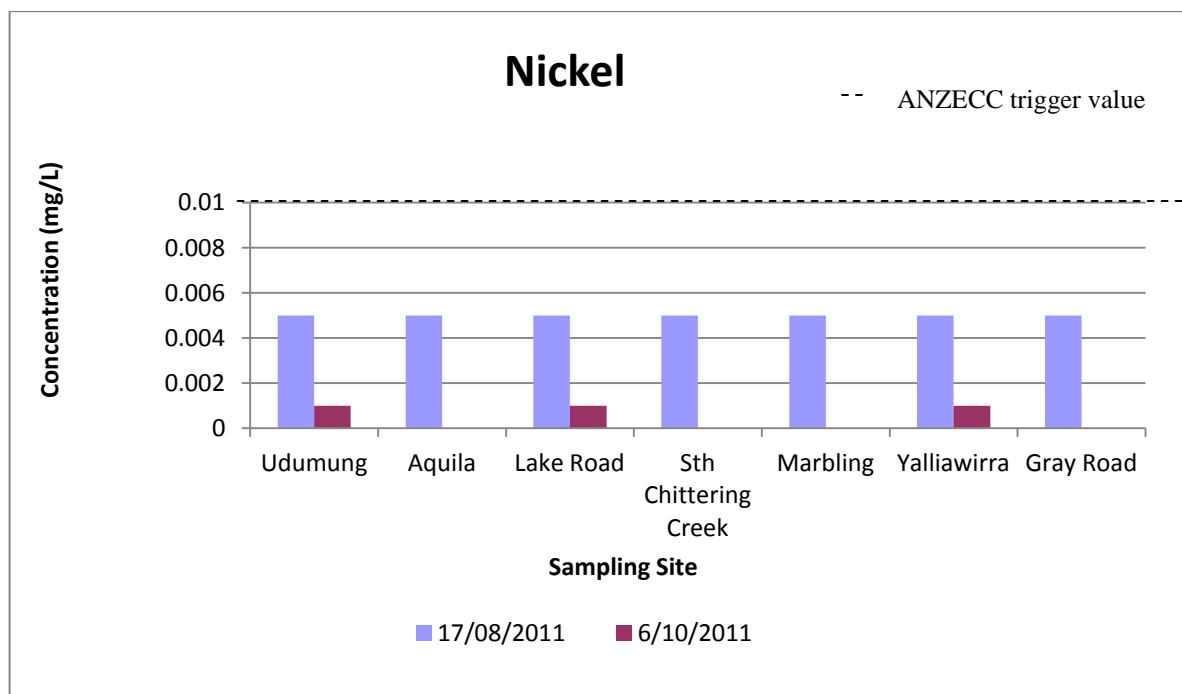 Nickel
-- ANZECC trigger value
Concentration (mg/L)
0.01
0.008
0.006
0.004
0.002
0
Udumung
Aquila
Lake Road
Sth
Chittering
Creek
Marbling
Yalliawirra
Gray Road
Sampling Site
17/08/2011
6/10/2011